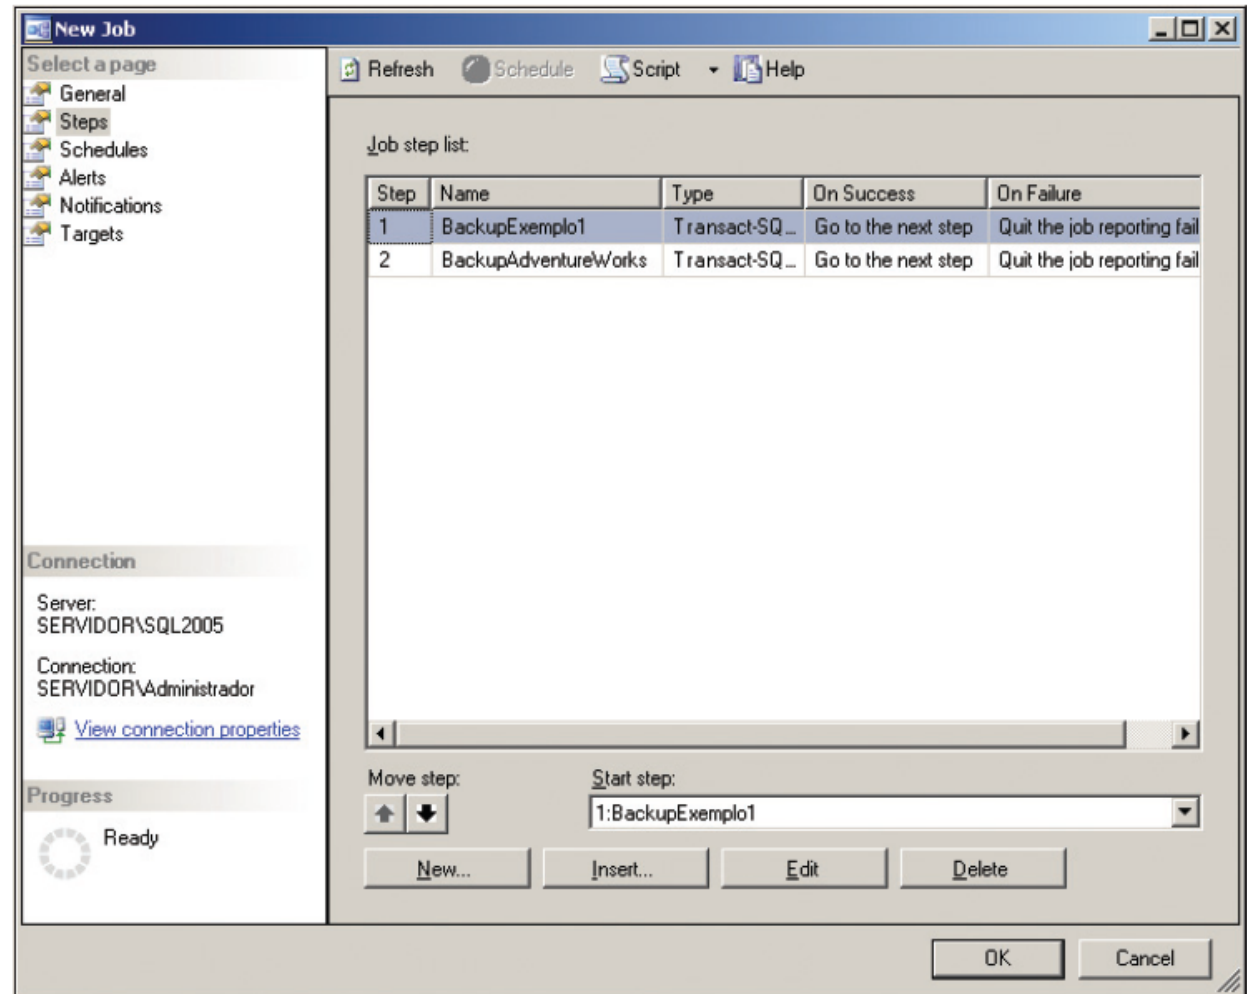 New Job
Select a page
General
Steps
Schedules
Alerts
Notifications
Targets
Connection
Server:
SERVIDOR\SQL2005
Connection:
SERVIDOR\Administrador
View connection properties
Progress
Ready
Refresh Schedule Script Help
Job step list:
Step Name Type On Success On Failure
1 BackupExemplo1 Transact-SQ... Go to the next step Quit the job reporting fail
2 BackupAdventureWorks Transact-SQ... Go to the next step Quit the job reporting fail
Move step: Start step:
1:BackupExemplo1
New... Insert... Edit Delete
OK Cancel